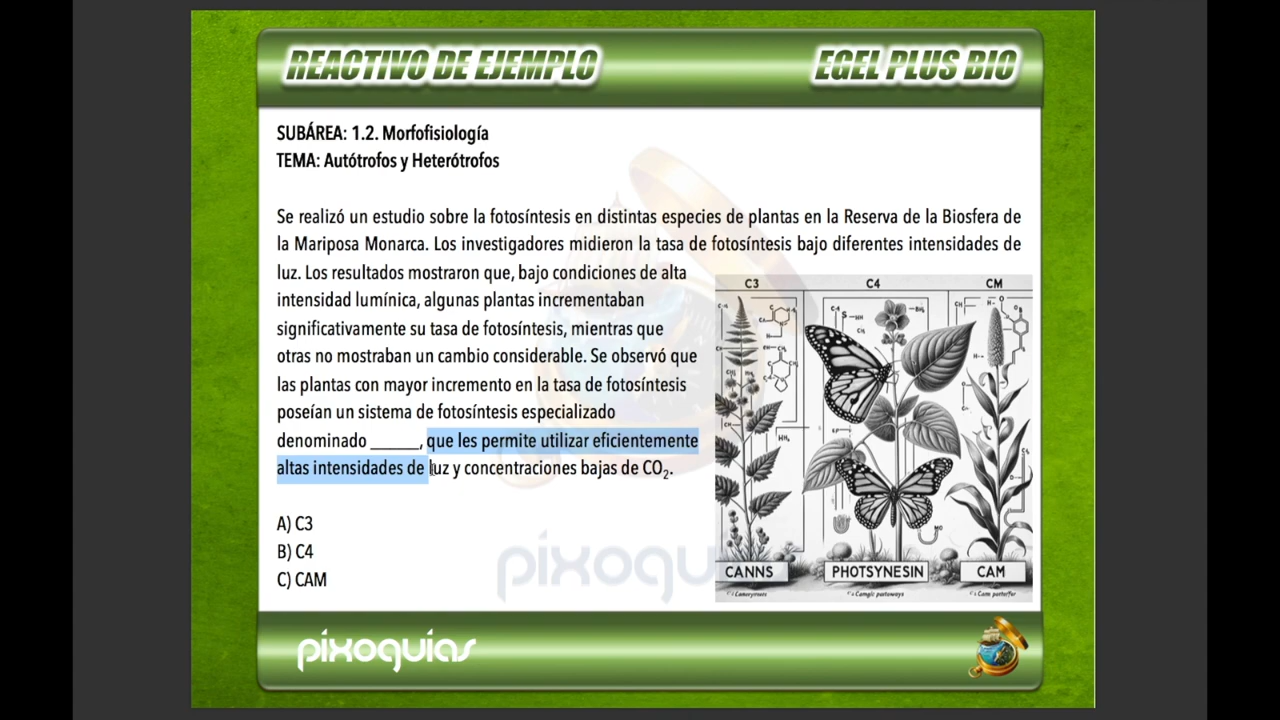 REACTIVO DE EJEMPLO
EGEL PLUS BIO
SUBÁREA: 1.2. Morfofisiología
TEMA: Autótrofos y Heterótrofos
Se realizó un estudio sobre la fotosíntesis en distintas especies de plantas en la Reserva de la Biosfera de
la Mariposa Monarca. Los investigadores midieron la tasa de fotosíntesis bajo diferentes intensidades de
luz. Los resultados mostraron que, bajo condiciones de alta
intensidad lumínica, algunas plantas incrementaban
significativamente su tasa de fotosíntesis, mientras que
otras no mostraban un cambio considerable. Se observó que
las plantas con mayor incremento en la tasa de fotosíntesis
poseían un sistema de fotosíntesis especializado
denominado ______, que les permite utilizar eficientemente
altas intensidades de luz y concentraciones bajas de CO₂.
A) C3
B) C4
C) CAM
C3
C4
CM
CANNS
PHOTSYNESIN
CAM
pixoguías
pixoguías